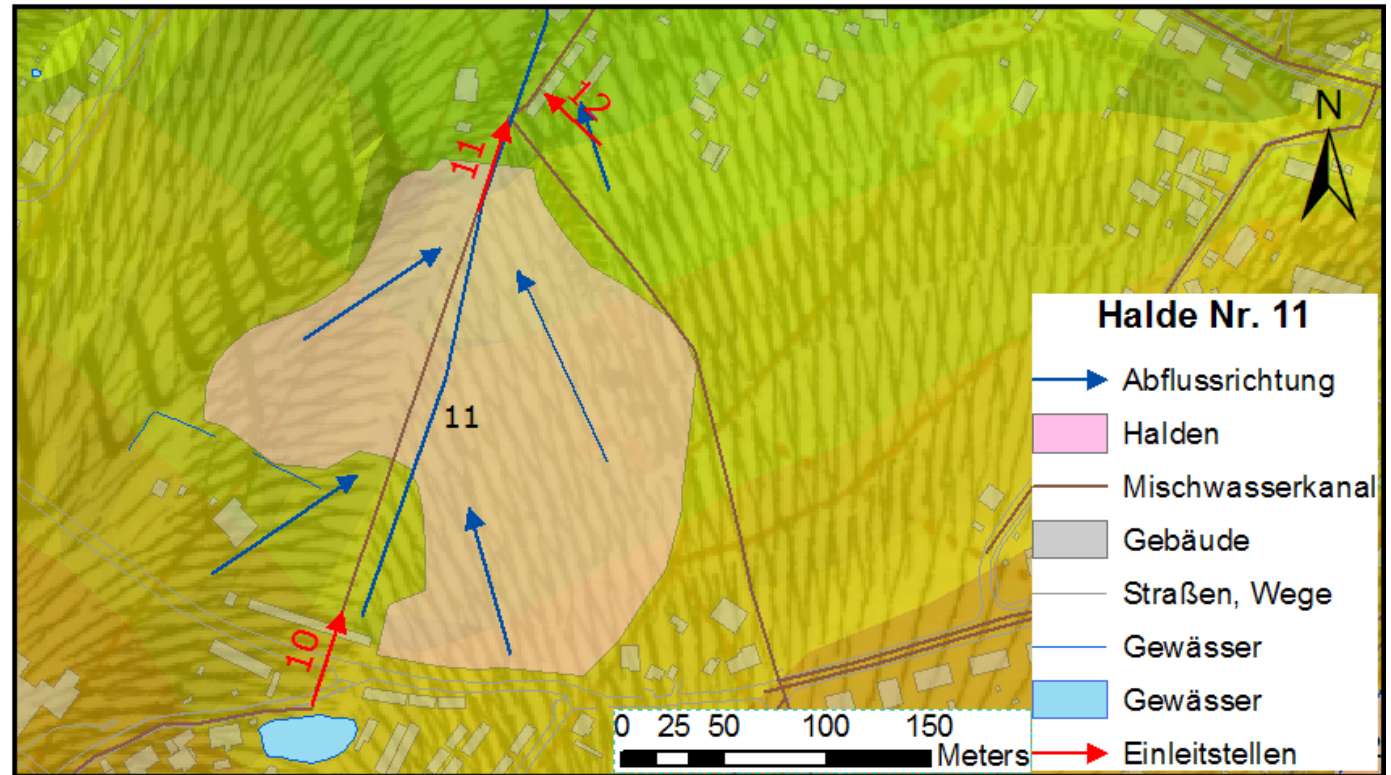 12
11
N
Halde Nr. 11
Abflussrichtung
Halden
11
Mischwasserkanal
Gebäude
Straßen, Wege
10
Gewässer
Gewässer
0 25 50 100 150
Meters
Einleitstellen